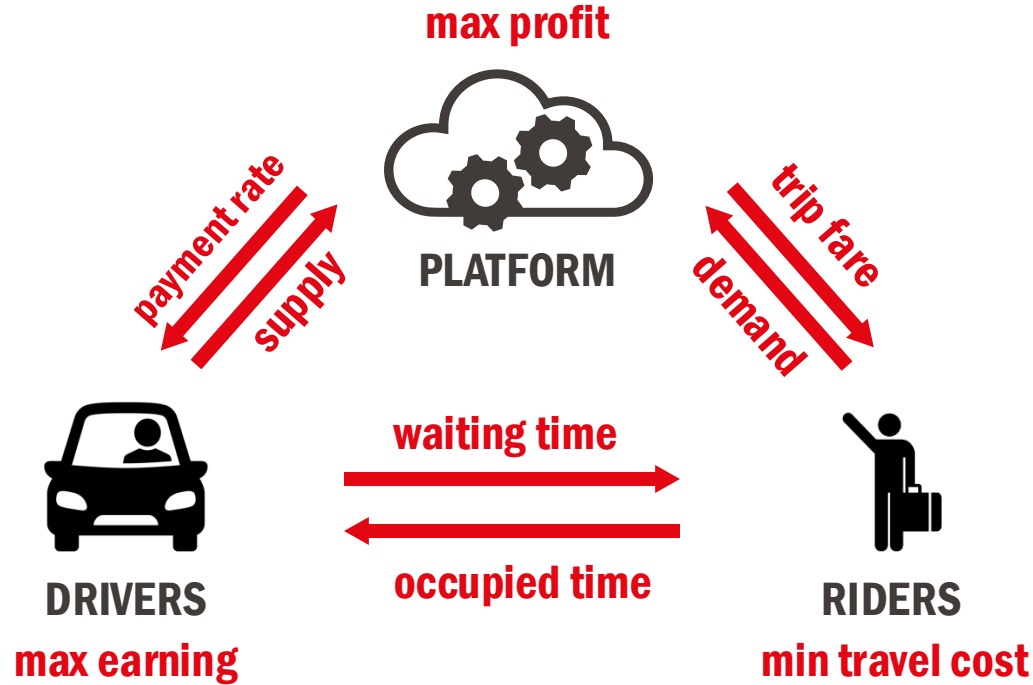 max profit
PLATFORM
payment rate
supply
trip fare
demand
waiting time
occupied time
DRIVERS
max earning
RIDERS
min travel cost